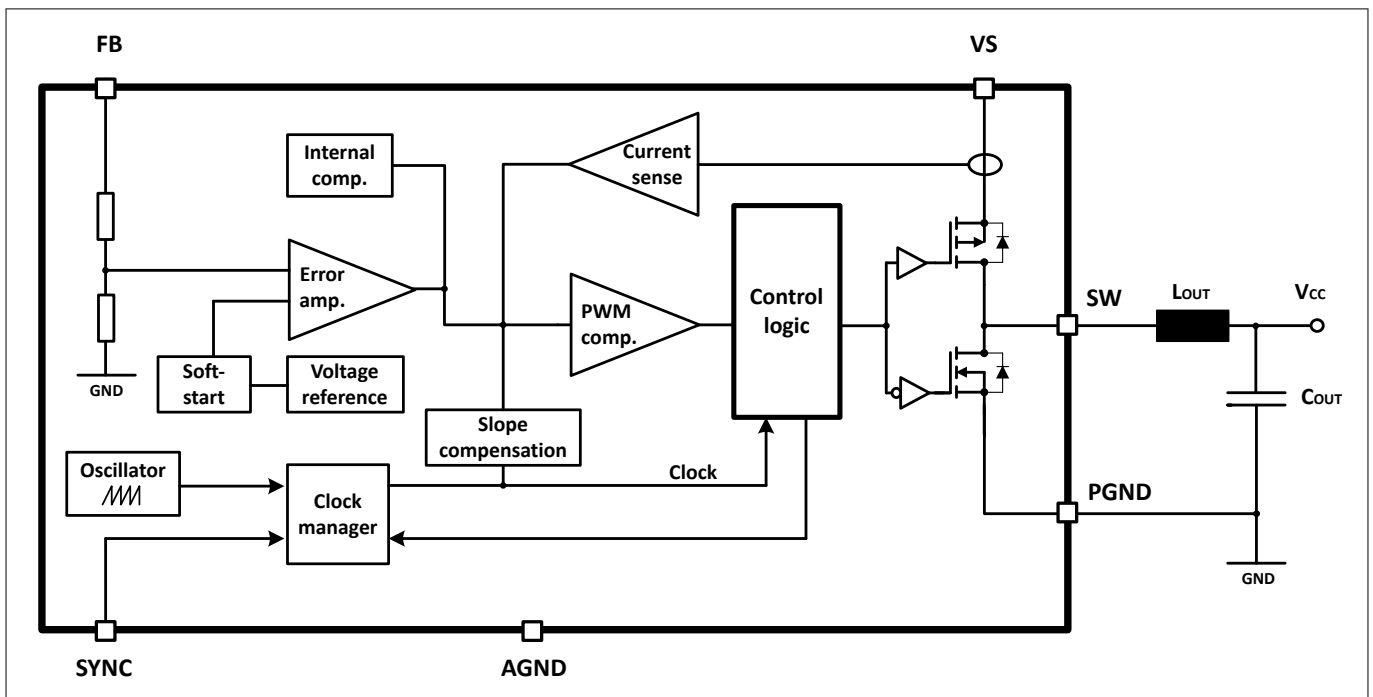 FB
VS
Internal
comp.
Current
sense
Error
amp.
PWM
comp.
Control
logic
SW
LOUT
VCC
GND
Soft-
start
Voltage
reference
COUT
Slope
compensation
Oscillator
Clock
manager
Clock
PGND
GND
SYNC
AGND